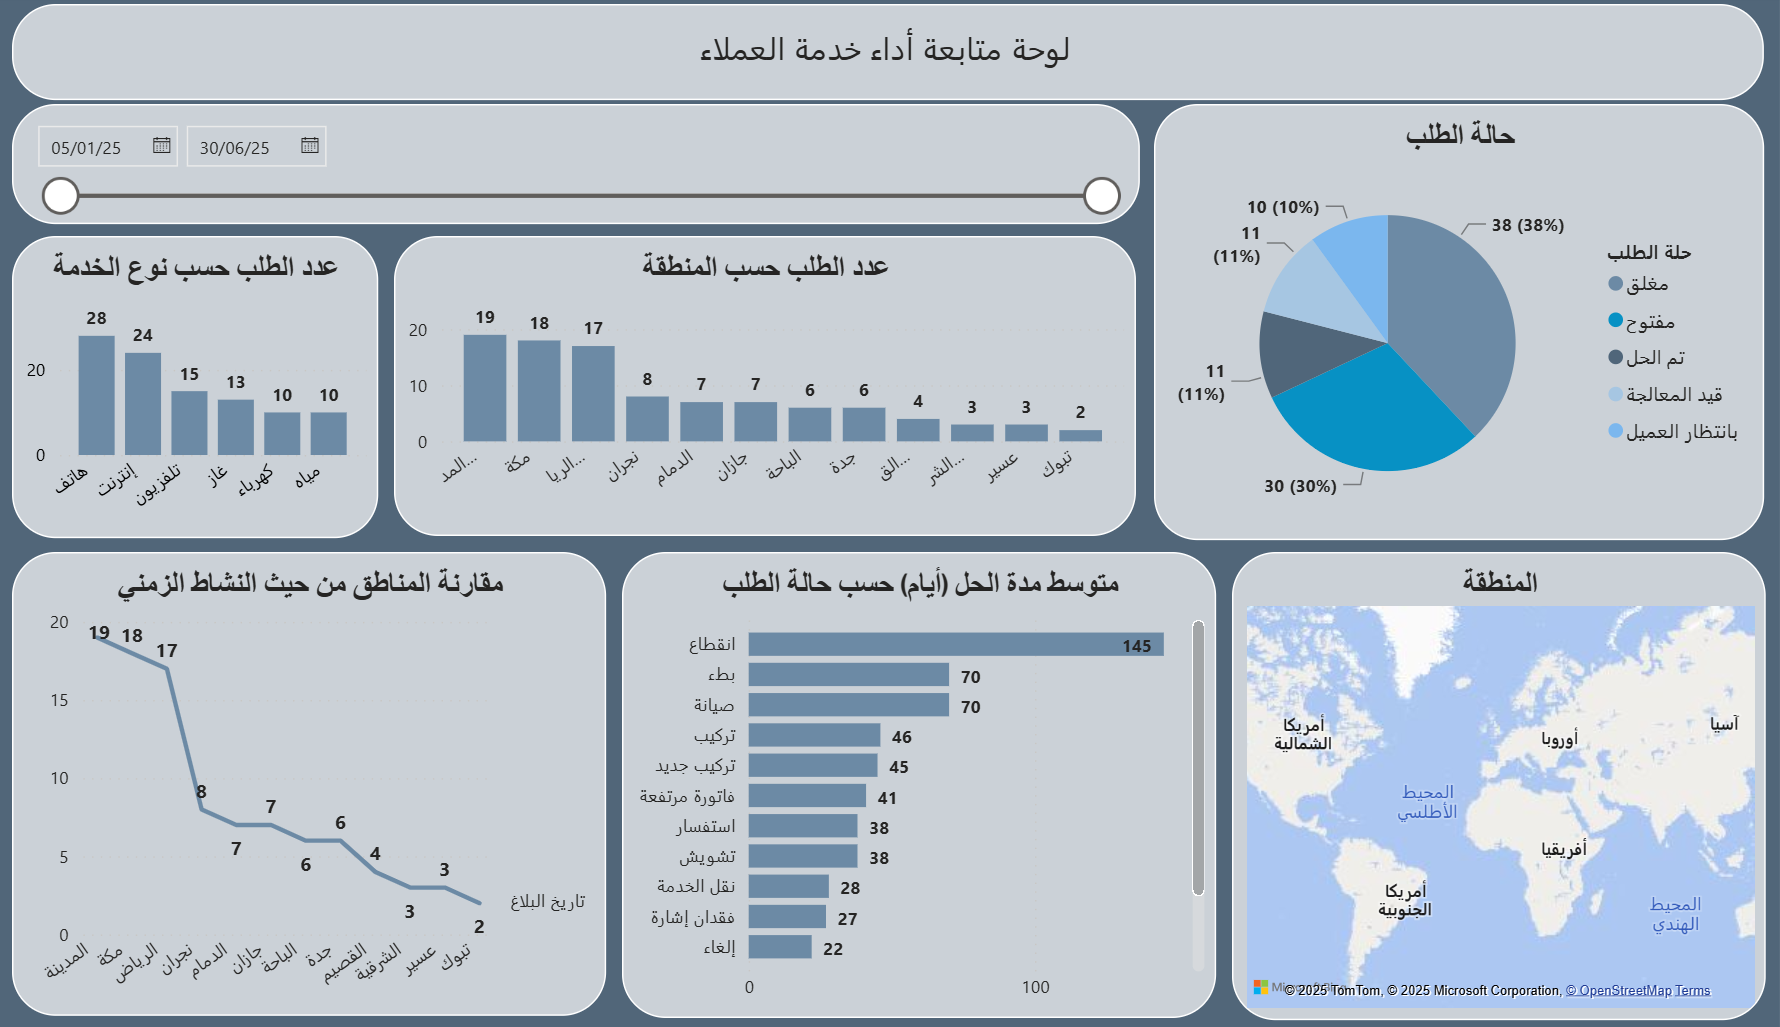 لوحة متابعة أداء خدمة العملاء
05/01/25
30/06/25
حالة الطلب
38 (38%)
30 (30%)
11
(11%)
11
(11%)
10 (10%)
حلة الطلب
مغلق
مفتوح
تم الحل
قيد المعالجة
بانتظار العميل
عدد الطلب حسب المنطقة
20
10
0
19
18
17
8
7
7
6
6
4
3
3
2
المد...
مكة
الريا...
نجران
الدمام
جازان
الباحة
جدة
الق...
الشر...
عسير
تبوك
عدد الطلب حسب نوع الخدمة
20
0
28
24
15
13
10
10
هاتف
إنترنت
تلفزيون
غاز
كهرباء
مياه
المنطقة
أمريكا
الشمالية
أوروبا
آسيا
المحيط
الأطلسي
أفريقيا
أمريكا
الجنوبية
المحيط
الهندي
© 2025 TomTom, © 2025 Microsoft Corporation, © OpenStreetMap Terms
متوسط مدة الحل (أيام) حسب حالة الطلب
انقطاع 145
بطء 70
صيانة 70
تركيب 46
تركيب جديد 45
فاتورة مرتفعة 41
استفسار 38
تشويش 38
نقل الخدمة 28
فقدان إشارة 27
إلغاء 22
0
100
مقارنة المناطق من حيث النشاط الزمني
20
15
10
5
0
19
18
17
8
7
7
6
6
4
3
3
2
تاريخ البلاغ
المدينة
مكة
الرياض
نجران
الدمام
جازان
الباحة
جدة
القصيم
الشرقية
عسير
تبوك